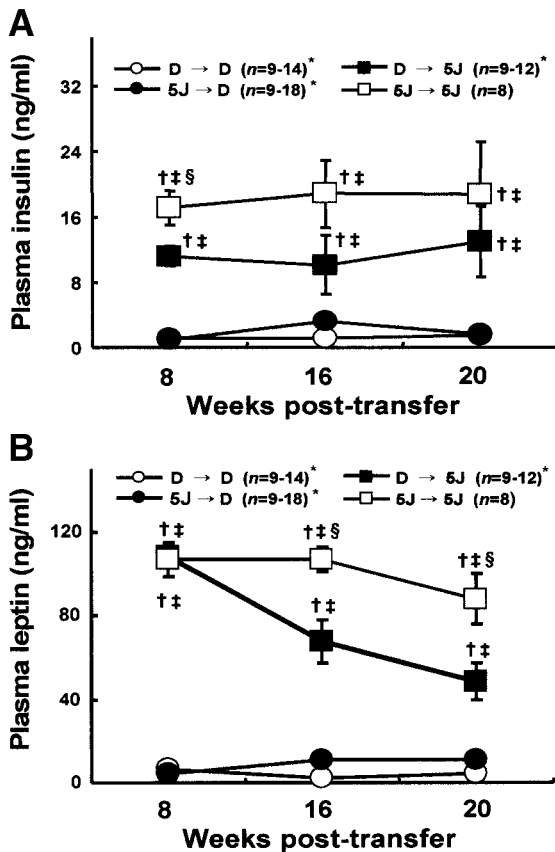 A
D → D (n=9-14)* D → 5J (n=9-12)*
5J → D (n=9-18)* 5J → 5J (n=8)
Plasma insulin (ng/ml)
32
24
16
8
0
†‡§
†‡
†‡
†‡
†‡
†‡
8 16 20
Weeks post-transfer
B
D → D (n=9-14)* D → 5J (n=9-12)*
5J → D (n=9-18)* 5J → 5J (n=8)
Plasma leptin (ng/ml)
120
80
40
0
†‡
†‡§
†‡§
†‡
†‡
†‡
8 16 20
Weeks post-transfer